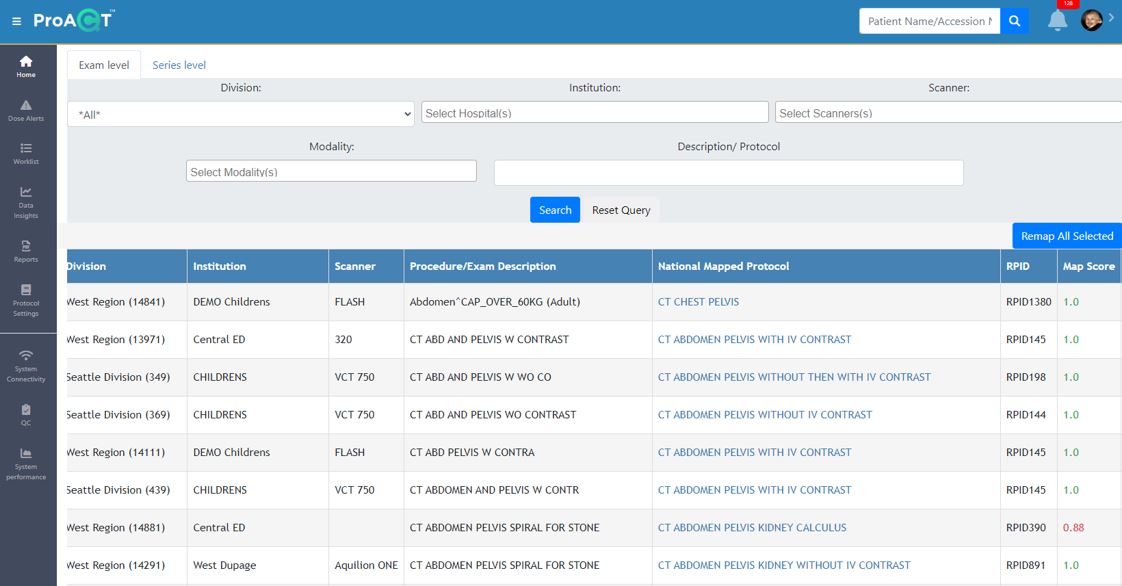 ProACT™
Patient Name/Accession N
128
Home
Dose Alerts
Worklist
Data
Insights
Reports
Protocol
Settings
System
Connectivity
QC
System
performance
Exam level Series level
Division: Institution: Scanner:
*All* Select Hospital(s) Select Scanners(s)
Modality: Description/ Protocol
Select Modality(s)
Search Reset Query
Remap All Selected
Division Institution Scanner Procedure/Exam Description National Mapped Protocol RPID Map Score
West Region (14841) DEMO Childrens FLASH Abdomen^CAP_OVER_60KG (Adult) CT CHEST PELVIS RPID1380 1.0
West Region (13971) Central ED 320 CT ABD AND PELVIS W CONTRAST CT ABDOMEN PELVIS WITH IV CONTRAST RPID145 1.0
Seattle Division (349) CHILDRENS VCT 750 CT ABD AND PELVIS W WO CO CT ABDOMEN PELVIS WITHOUT THEN WITH IV CONTRAST RPID198 1.0
Seattle Division (369) CHILDRENS VCT 750 CT ABD AND PELVIS WO CONTRAST CT ABDOMEN PELVIS WITHOUT IV CONTRAST RPID144 1.0
West Region (14111) DEMO Childrens FLASH CT ABD PELVIS W CONTRA CT ABDOMEN PELVIS WITH IV CONTRAST RPID145 1.0
Seattle Division (439) CHILDRENS VCT 750 CT ABDOMEN AND PELVIS W CONTR CT ABDOMEN PELVIS WITH IV CONTRAST RPID145 1.0
West Region (14881) Central ED CT ABDOMEN PELVIS SPIRAL FOR STONE CT ABDOMEN PELVIS KIDNEY CALCULUS RPID390 0.88
West Region (14291) West Dupage Aquilion ONE CT ABDOMEN PELVIS SPIRAL FOR STONE CT ABDOMEN PELVIS KIDNEY WITHOUT IV CONTRAST RPID891 1.0